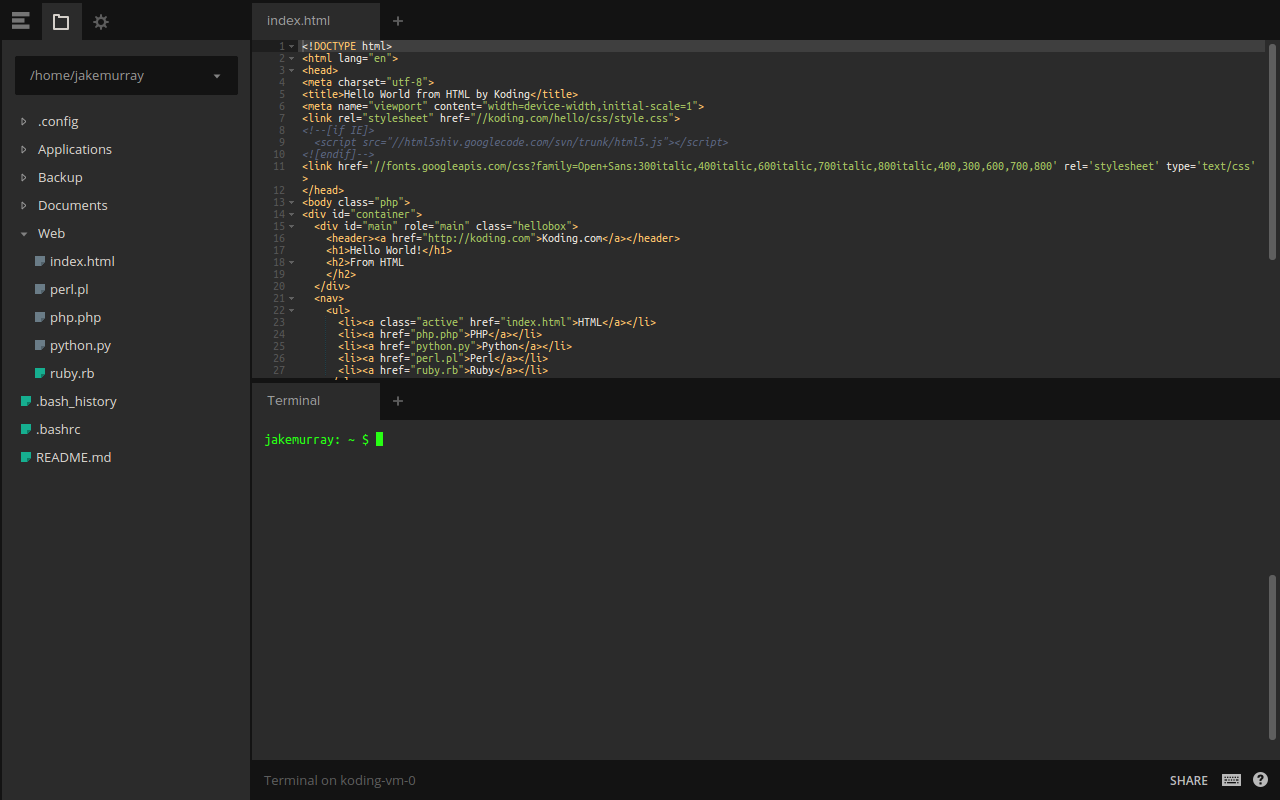 index.html
/home/jakemurray
.config
Applications
Backup
Documents
Web
index.html
perl.pl
php.php
python.py
ruby.rb
.bash_history
.bashrc
README.md
1 <!DOCTYPE html>
2 <html lang="en">
3 <head>
4 <meta charset="utf-8">
5 <title>Hello World from HTML by Koding</title>
6 <meta name="viewport" content="width=device-width,initial-scale=1">
7 <link rel="stylesheet" href="//koding.com/hello/css/style.css">
8 <!--[if IE]>
9   <script src="//html5shiv.googlecode.com/svn/trunk/html5.js"></script>
10 <![endif]-->
11 <link href='//fonts.googleapis.com/css?family=Open+Sans:300italic,400italic,600italic,700italic,800italic,400,300,600,700,800' rel='stylesheet' type='text/css'
>
12 </head>
13 <body class="php">
14 <div id="container">
15   <div id="main" role="main" class="hellobox">
16     <header><a href="http://koding.com">Koding.com</a></header>
17     <h1>Hello World!</h1>
18     <h2>From HTML
19     </h2>
20   </div>
21   <nav>
22     <ul>
23       <li><a class="active" href="index.html">HTML</a></li>
24       <li><a href="php.php">PHP</a></li>
25       <li><a href="python.py">Python</a></li>
26       <li><a href="perl.pl">Perl</a></li>
27       <li><a href="ruby.rb">Ruby</a></li>
Terminal
jakemurray: ~ $
Terminal on koding-vm-0
SHARE
?